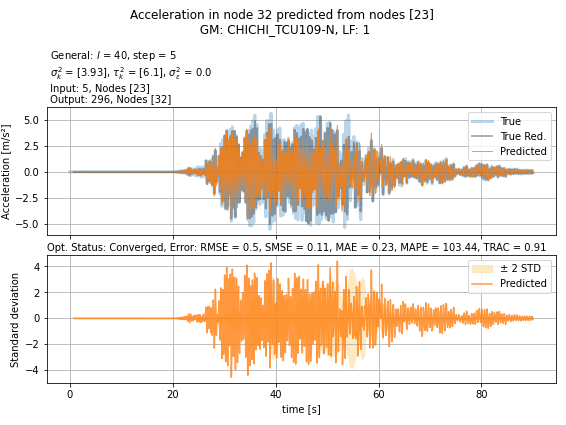 Acceleration in node 32 predicted from nodes [23]
GM: CHICHI_TCU109-N, LF: 1
General: l = 40, step = 5
σ²ₖ = [3.93], τ²ₖ = [6.1], σ²ε = 0.0
Input: 5, Nodes [23]
Output: 296, Nodes [32]
Acceleration [m/s²]
5.0
2.5
0.0
−2.5
−5.0
True
True Red.
Predicted
Opt. Status: Converged, Error: RMSE = 0.5, SMSE = 0.11, MAE = 0.23, MAPE = 103.44, TRAC = 0.91
Standard deviation
4
2
0
−2
−4
± 2 STD
Predicted
0 20 40 60 80
time [s]